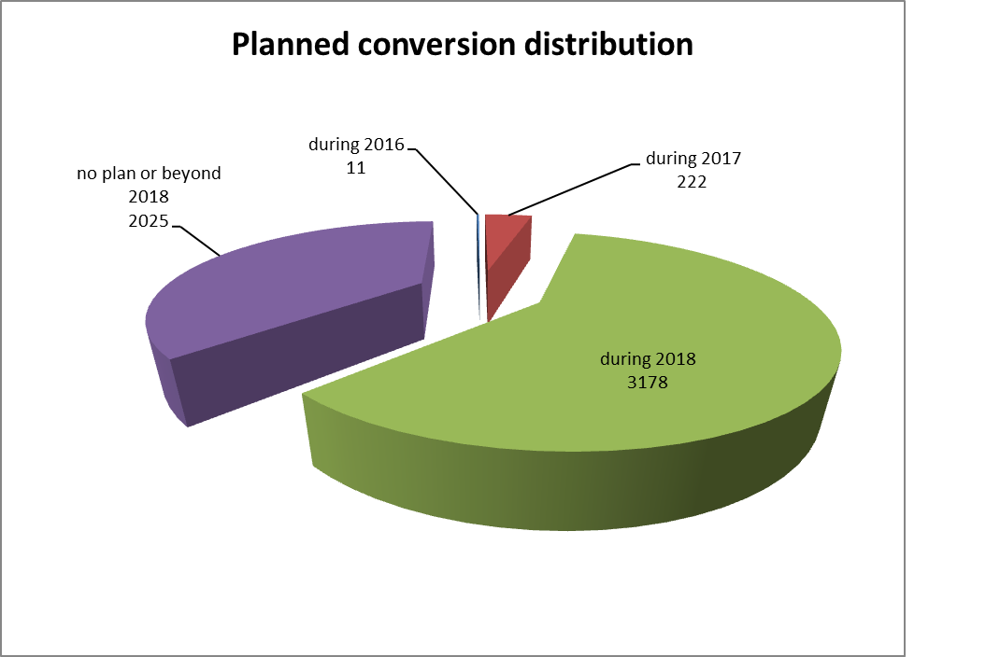 Planned conversion distribution
during 2016
11
during 2017
222
no plan or beyond
2018
2025
during 2018
3178